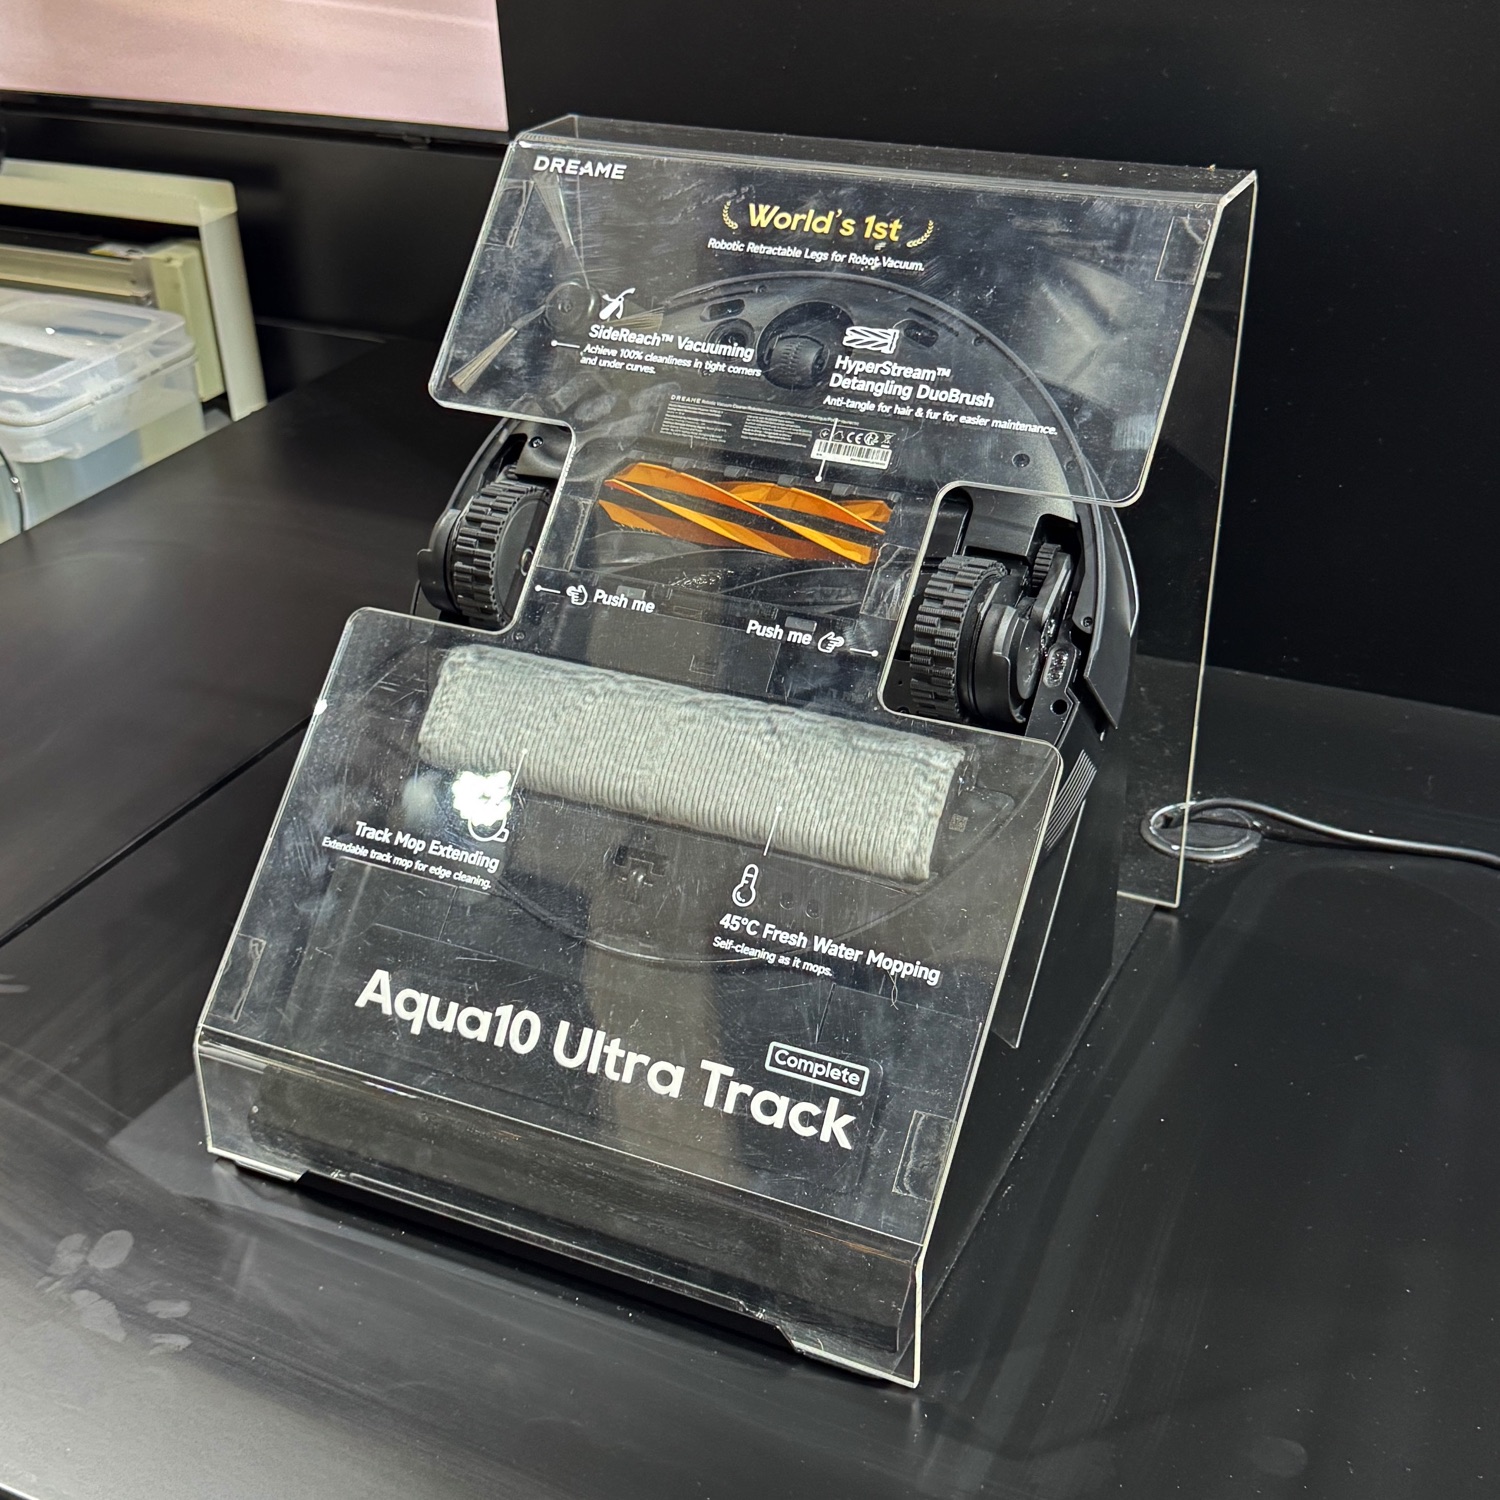 DREAME
World's 1st
Robotic Retractable Legs for Robot Vacuum.
SideReach™ Vacuuming
Achieve 100% cleanliness in tight corners
and under curves.
HyperStream™
Detangling DuoBrush
Anti-tangle for hair & fur for easier maintenance.
Push me
Push me
Track Mop Extending
Extendable track mop for edge cleaning.
45°C Fresh Water Mopping
Self-cleaning as it mops.
Aqua10 Ultra Track
Complete